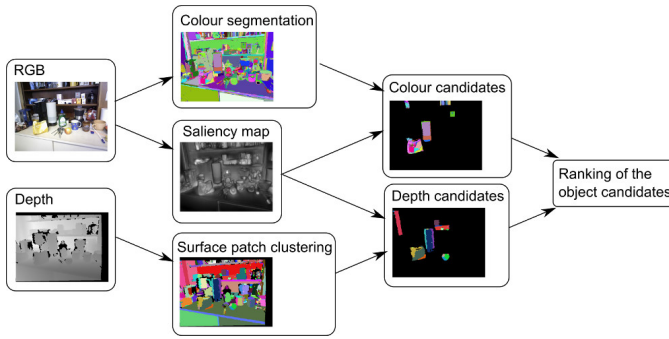 Colour segmentation
RGB
Saliency map
Colour candidates
Ranking of the
object candidates
Depth
Depth candidates
Surface patch clustering